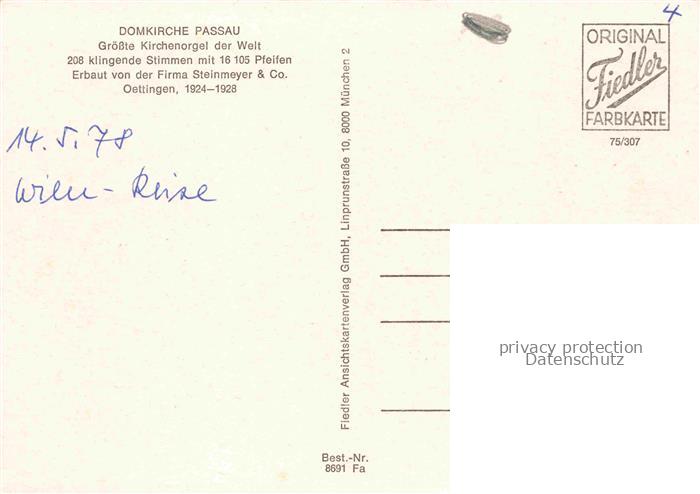 DOMKIRCHE PASSAU
Größte Kirchenorgel der Welt
208 klingende Stimmen mit 16 105 Pfeifen
Erbaut von der Firma Steinmeyer & Co.
Oettingen, 1924—1928
14. 5. 78
Wien - Reise
4
ORIGINAL
Fiedler
FARBKARTE
75/307
Fiedler Ansichtskartenverlag GmbH, Linprunstraße 10, 8000 München 2
privacy protection
Datenschutz
Best.-Nr.
8691 Fa